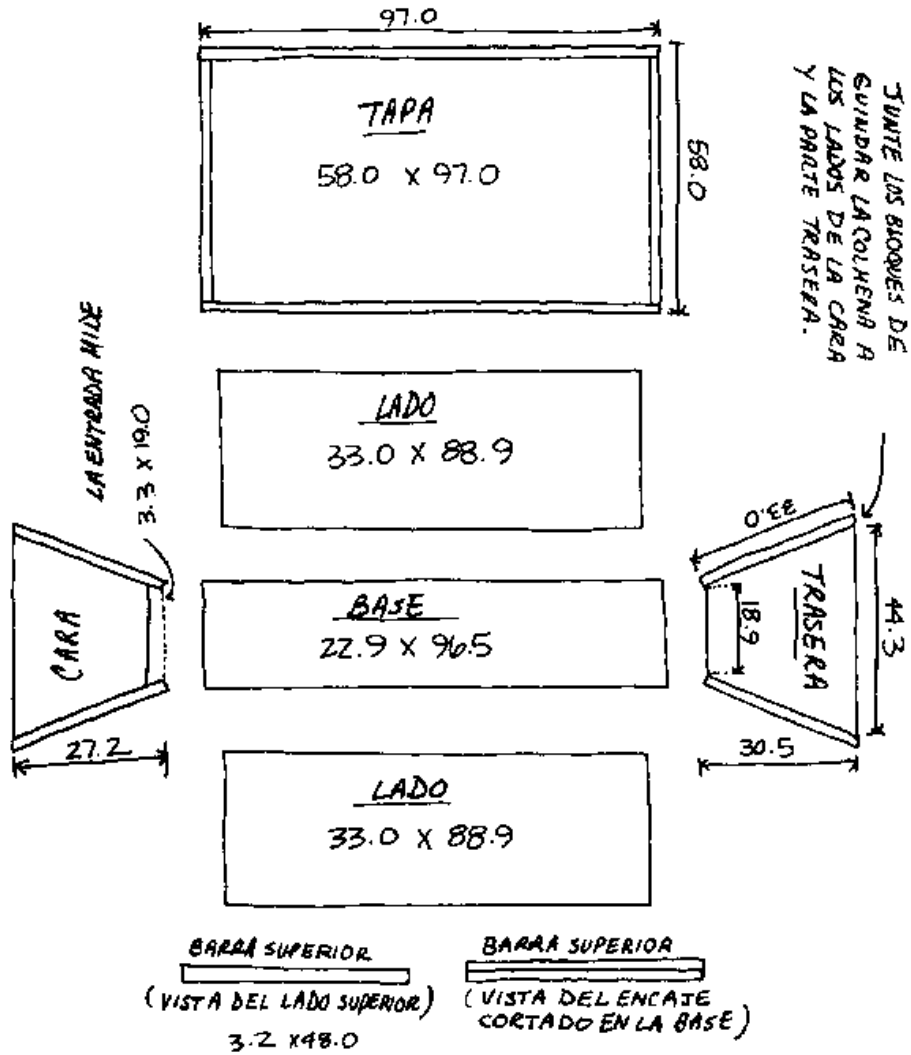 97.0
TAPA
58.0 x 97.0
58.0
JUNTE LOS BLOQUES DE
GUINDAR LA COLMENA A
LOS LADOS DE LA CARA
Y LA PARTE TRASERA.
LADO
33.0 X 88.9
LA ENTRADA MIDE
3.3 x 19.0
CARA
27.2
BASE
22.9 X 96.5
33.0
18.9
TRASERA
44.3
30.5
LADO
33.0 X 88.9
BARRA SUPERIOR
(VISTA DEL LADO SUPERIOR)
3.2 x48.0
BARRA SUPERIOR
(VISTA DEL ENCAJE
CORTADO EN LA BASE)